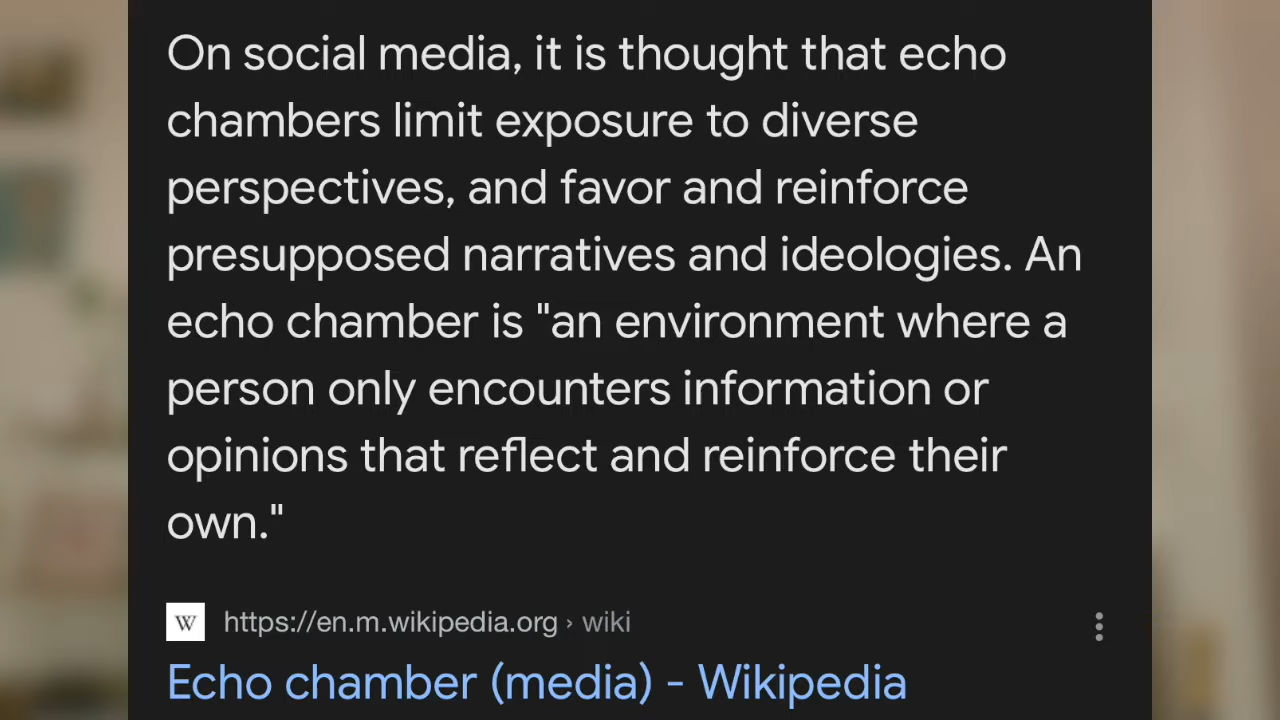 On social media, it is thought that echo
chambers limit exposure to diverse
perspectives, and favor and reinforce
presupposed narratives and ideologies. An
echo chamber is "an environment where a
person only encounters information or
opinions that reflect and reinforce their
own."
W https://en.m.wikipedia.org › wiki
Echo chamber (media) - Wikipedia